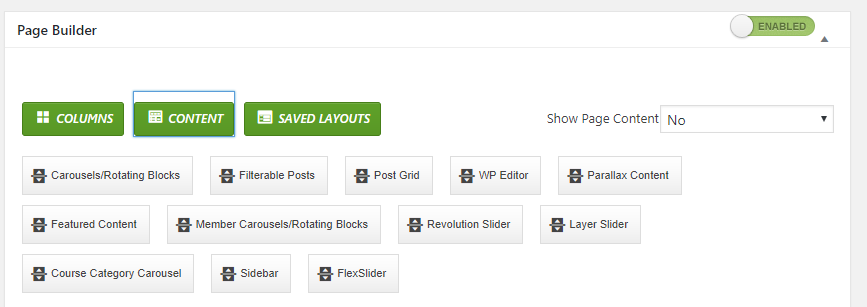 Page Builder ENABLED
COLUMNS CONTENT SAVED LAYOUTS Show Page Content No
Carousels/Rotating Blocks Filterable Posts Post Grid WP Editor Parallax Content
Featured Content Member Carousels/Rotating Blocks Revolution Slider Layer Slider
Course Category Carousel Sidebar FlexSlider